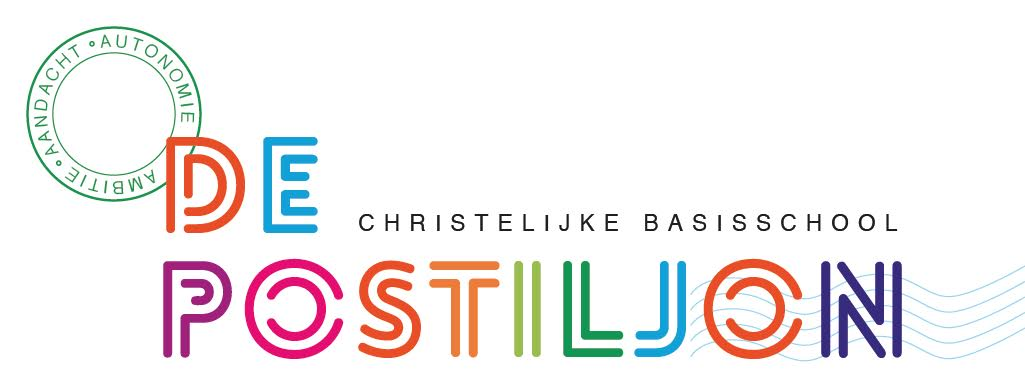 AANDACHT
AUTONOMIE
AMBITIE
DE
CHRISTELIJKE BASISSCHOOL
POSTILJON